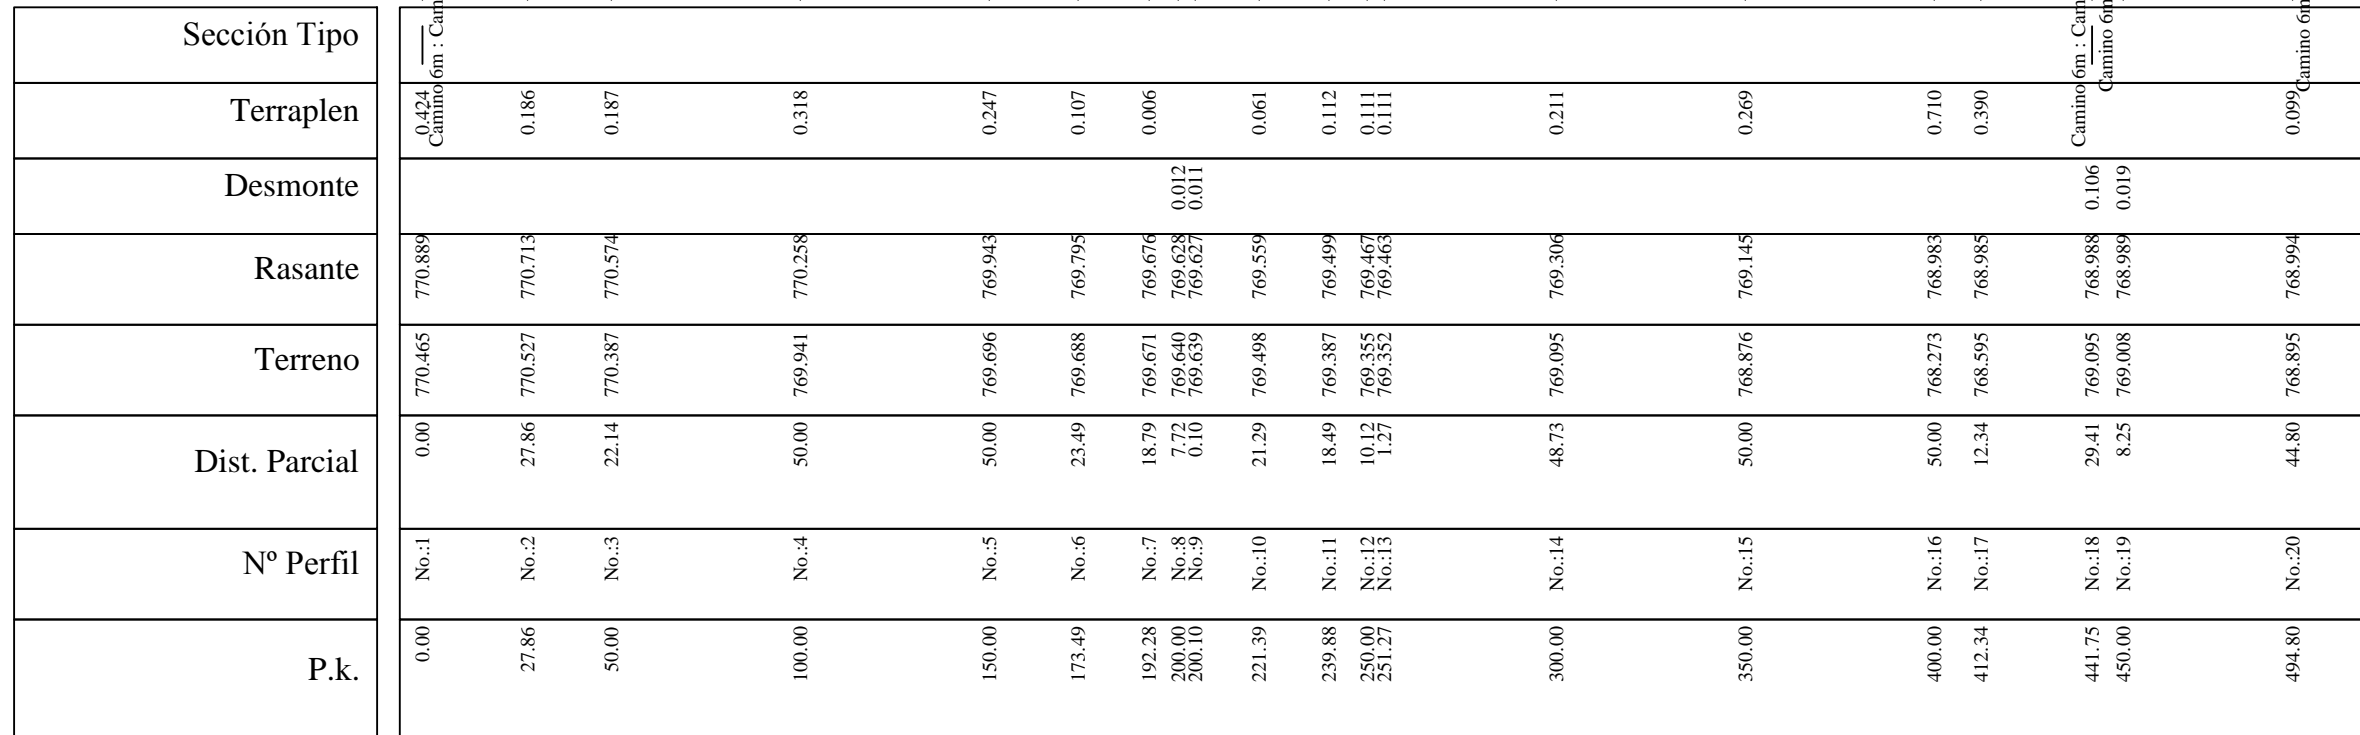 Sección Tipo
Camino 6m : Cam
Camino 6m : Cam
Camino 6m
Camino 6m
Terraplen 0.424 0.186 0.187 0.318 0.247 0.107 0.006 0.061 0.112 0.111 0.111 0.211 0.269 0.710 0.390 0.099
Desmonte 0.012 0.011 0.106 0.019
Rasante 770.889 770.713 770.574 770.258 769.943 769.795 769.676 769.628 769.627 769.559 769.499 769.467 769.463 769.306 769.145 768.983 768.985 768.988 768.989 768.994
Terreno 770.465 770.527 770.387 769.941 769.696 769.688 769.671 769.640 769.639 769.498 769.387 769.355 769.352 769.095 768.876 768.273 768.595 769.095 769.008 768.895
Dist. Parcial 0.00 27.86 22.14 50.00 50.00 23.49 18.79 7.72 0.10 21.29 18.49 10.12 1.27 48.73 50.00 50.00 12.34 29.41 8.25 44.80
Nº Perfil No.:1 No.:2 No.:3 No.:4 No.:5 No.:6 No.:7 No.:8 No.:9 No.:10 No.:11 No.:12 No.:13 No.:14 No.:15 No.:16 No.:17 No.:18 No.:19 No.:20
P.k. 0.00 27.86 50.00 100.00 150.00 173.49 192.28 200.00 200.10 221.39 239.88 250.00 251.27 300.00 350.00 400.00 412.34 441.75 450.00 494.80